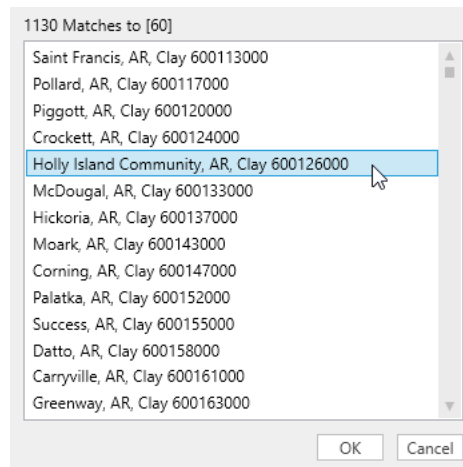 1130 Matches to [60]
Saint Francis, AR, Clay 600113000
Pollard, AR, Clay 600117000
Piggott, AR, Clay 600120000
Crockett, AR, Clay 600124000
Holly Island Community, AR, Clay 600126000
McDougal, AR, Clay 600133000
Hickoria, AR, Clay 600137000
Moark, AR, Clay 600143000
Corning, AR, Clay 600147000
Palatka, AR, Clay 600152000
Success, AR, Clay 600155000
Datto, AR, Clay 600158000
Carryville, AR, Clay 600161000
Greenway, AR, Clay 600163000
OK Cancel